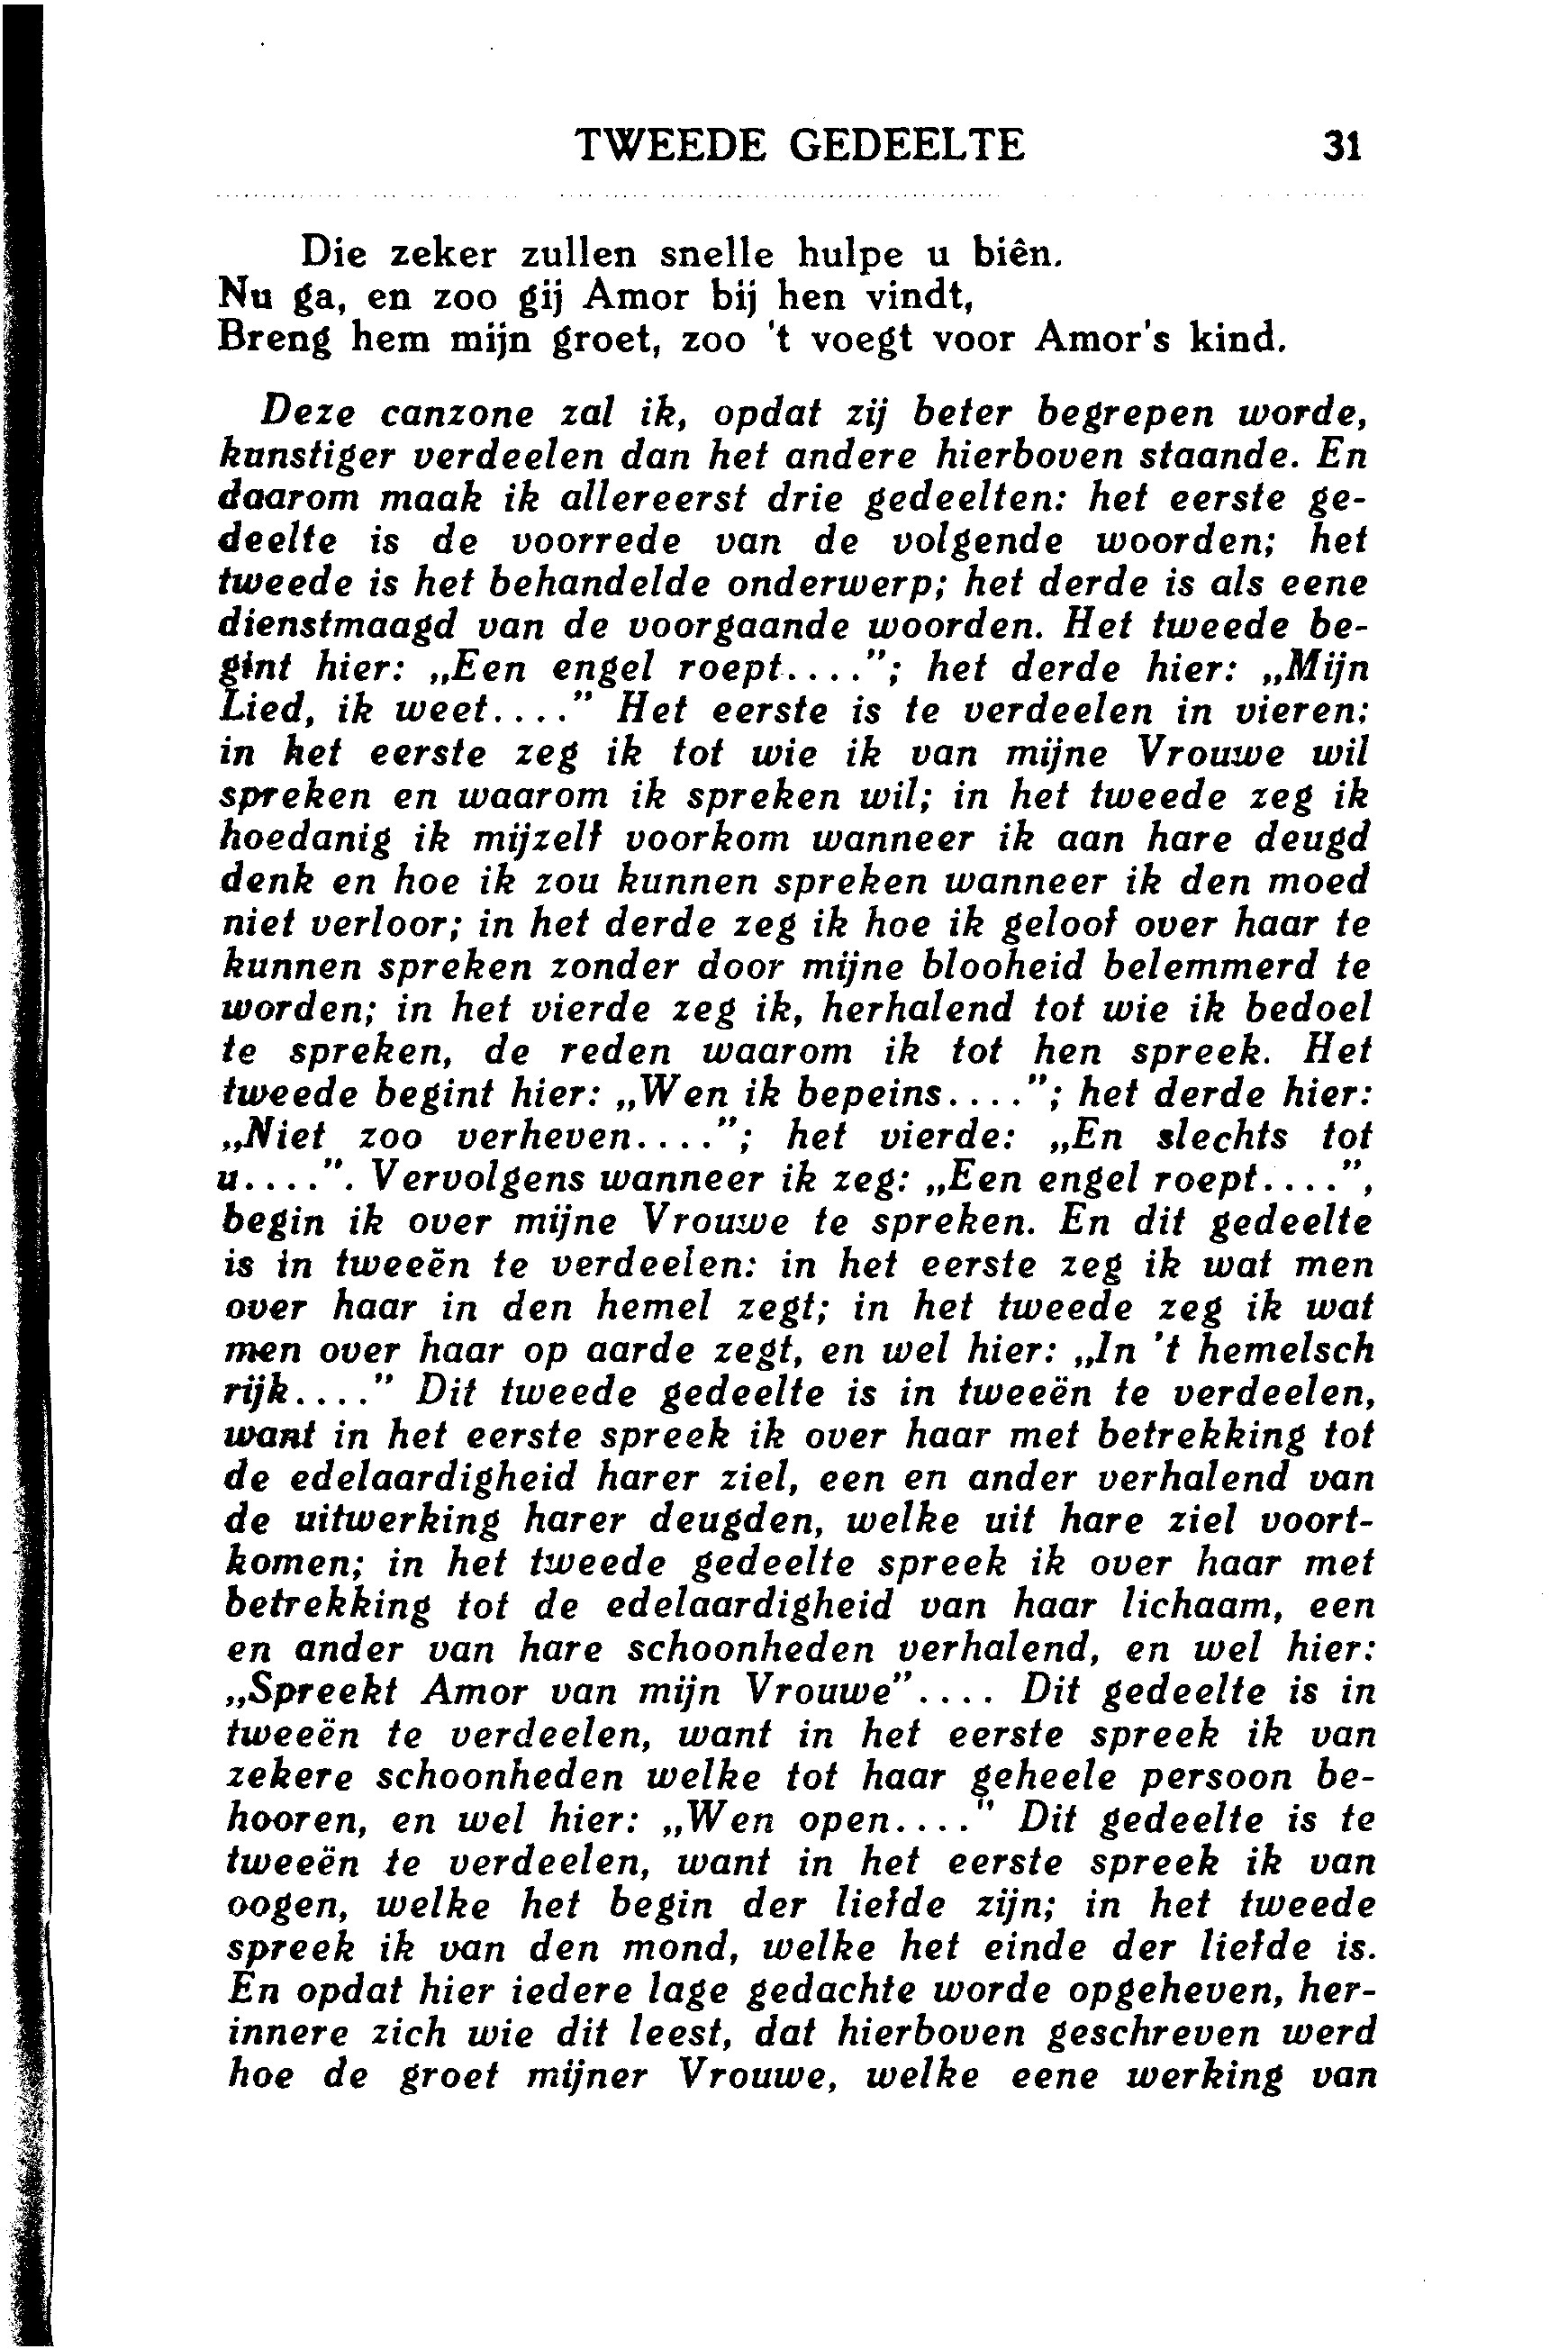 TWEEDE GEDEELTE 31
Die zeker zullen snelle hulpe u biên.
Nu ga, en zoo gij Amor bij hen vindt,
Breng hem mijn groet, zoo 't voegt voor Amor's kind.
Deze canzone zal ik, opdat zij beter begrepen worde,
kunstiger verdeelen dan het andere hierboven staande. En
daarom maak ik allereerst drie gedeelten: het eerste ge-
deelte is de voorrede van de volgende woorden; het
tweede is het behandelde onderwerp; het derde is als eene
dienstmaagd van de voorgaande woorden. Het tweede be-
gint hier: „Een engel roept....”; het derde hier: „Mijn
Lied, ik weet....” Het eerste is te verdeelen in vieren:
in het eerste zeg ik tot wie ik van mijne Vrouwe wil
spreken en waarom ik spreken wil; in het tweede zeg ik
hoedanig ik mijzelf voorkom wanneer ik aan hare deugd
denk en hoe ik zou kunnen spreken wanneer ik den moed
niet verloor; in het derde zeg ik hoe ik geloof over haar te
kunnen spreken zonder door mijne blooheid belemmerd te
worden; in het vierde zeg ik, herhalend tot wie ik bedoel
te spreken, de reden waarom ik tot hen spreek. Het
tweede begint hier: „Wen ik bepeins....”; het derde hier:
„Niet zoo verheven....”; het vierde: „En slechts tot
u....”. Vervolgens wanneer ik zeg: „Een engel roept....”,
begin ik over mijne Vrouwe te spreken. En dit gedeelte
is in tweeën te verdeelen: in het eerste zeg ik wat men
over haar in den hemel zegt; in het tweede zeg ik wat
men over haar op aarde zegt, en wel hier: „In 't hemelsch
rijk....” Dit tweede gedeelte is in tweeën te verdeelen,
want in het eerste spreek ik over haar met betrekking tot
de edelaardigheid harer ziel, een en ander verhalend van
de uitwerking harer deugden, welke uit hare ziel voort-
komen; in het tweede gedeelte spreek ik over haar met
betrekking tot de edelaardigheid van haar lichaam, een
en ander van hare schoonheden verhalend, en wel hier:
„Spreekt Amor van mijn Vrouwe”.... Dit gedeelte is in
tweeën te verdeelen, want in het eerste spreek ik van
zekere schoonheden welke tot haar geheele persoon be-
hooren, en wel hier: „Wen open....” Dit gedeelte is te
tweeën te verdeelen, want in het eerste spreek ik van
oogen, welke het begin der liefde zijn; in het tweede
spreek ik van den mond, welke het einde der liefde is.
En opdat hier iedere lage gedachte worde opgeheven, her-
innere zich wie dit leest, dat hierboven geschreven werd
hoe de groet mijner Vrouwe, welke eene werking van